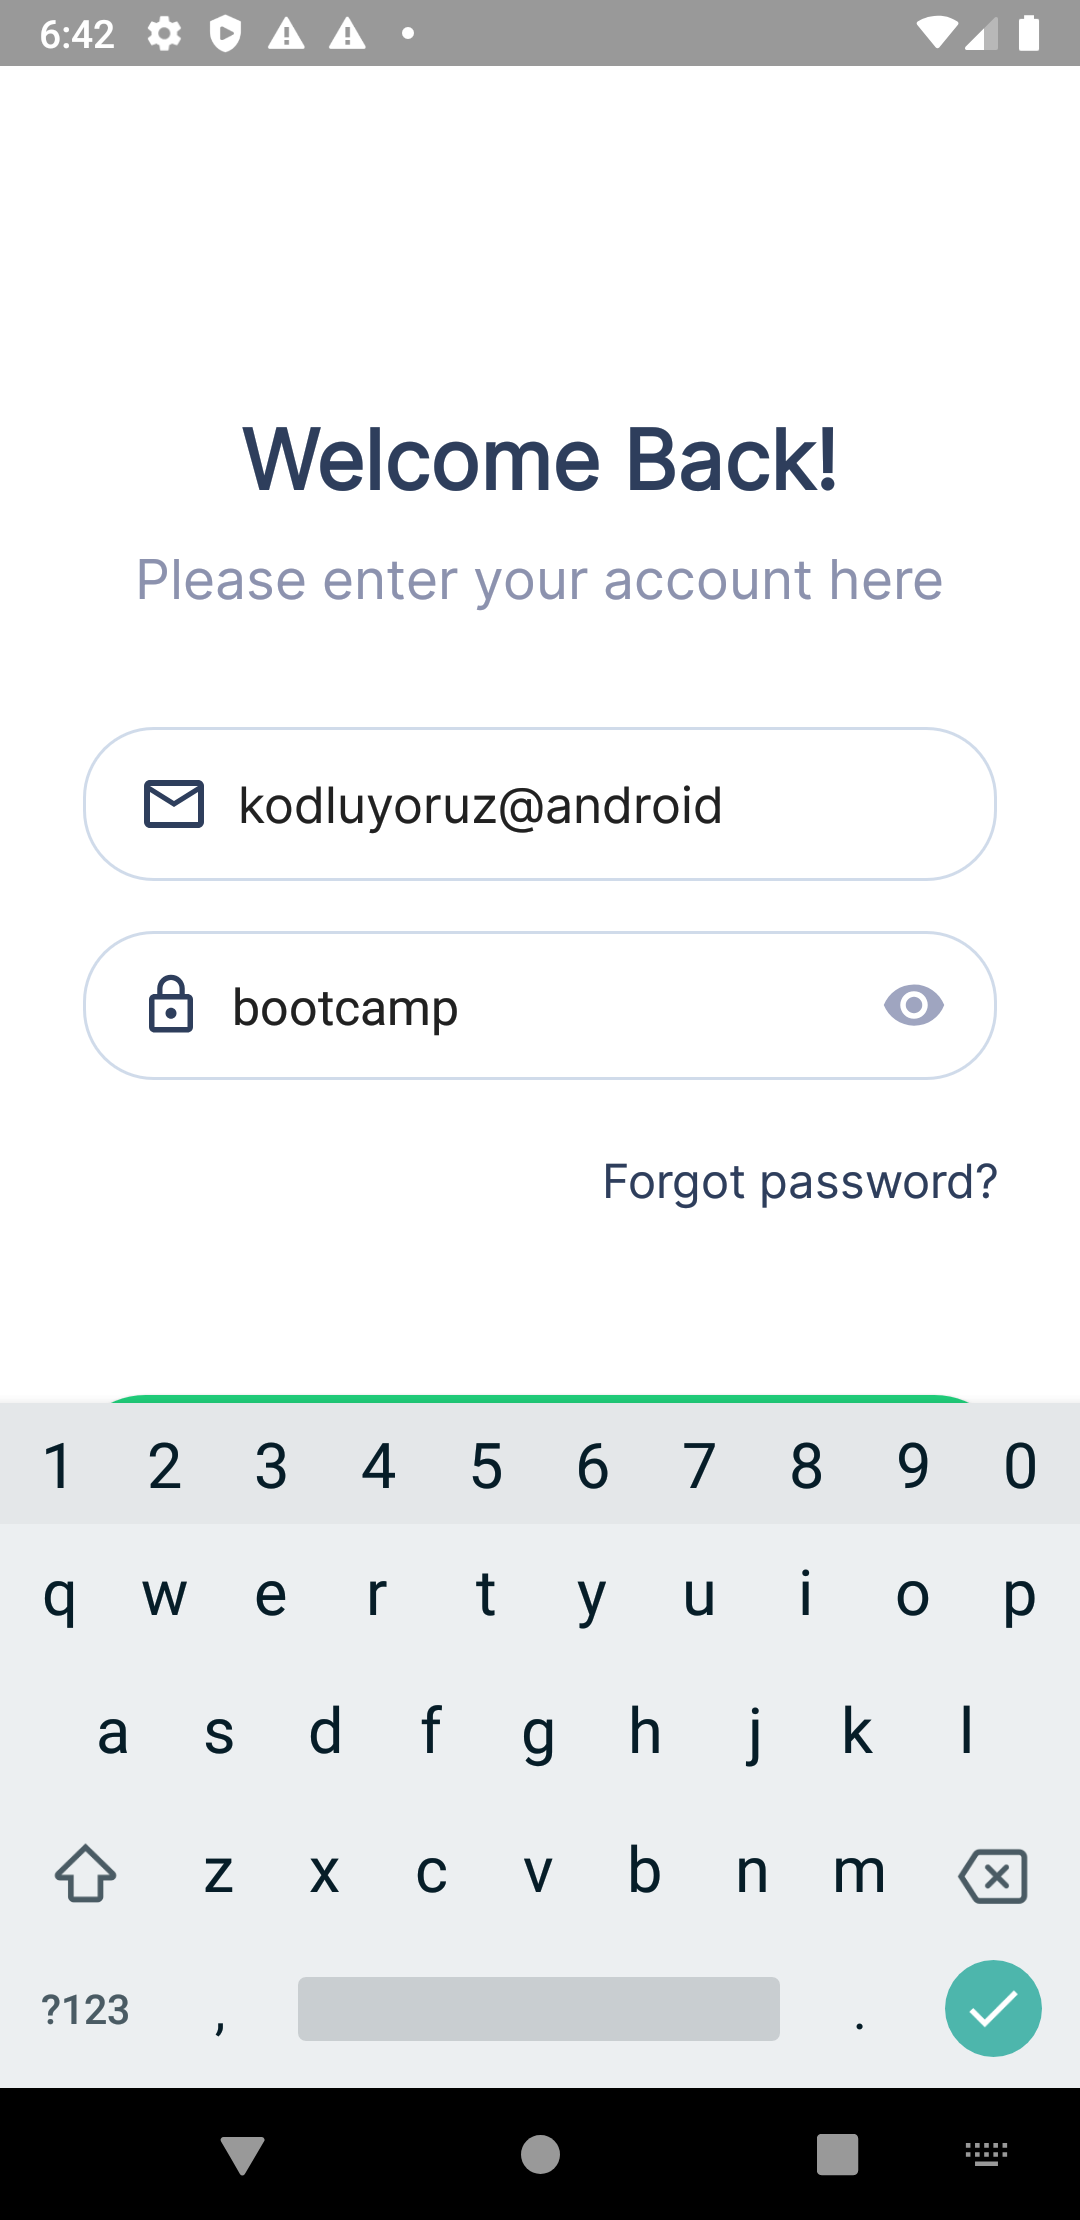 6:42
Welcome Back!
Please enter your account here
kodluyoruz@android
bootcamp
Forgot password?
1 2 3 4 5 6 7 8 9 0
q w e r t y u i o p
a s d f g h j k l
z x c v b n m
?123 , .